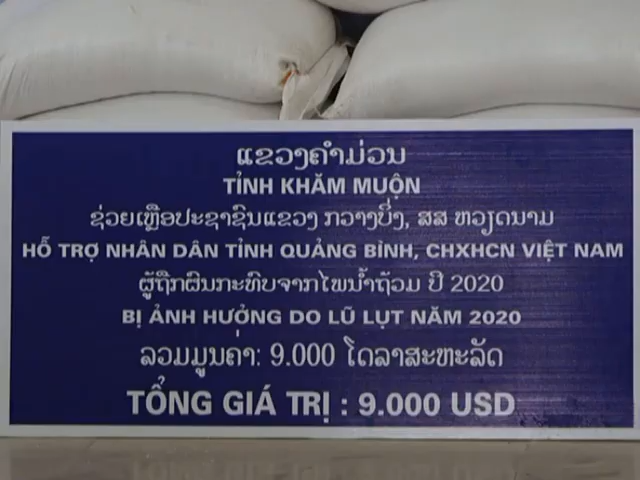 ແຂວງຄຳມ່ວນ
TỈNH KHĂM MUỘN
ຊ່ວຍເຫຼືອປະຊາຊົນແຂວງ ກວາງບິ່ງ, ສສ ຫວຽດນາມ
HỖ TRỢ NHÂN DÂN TỈNH QUẢNG BÌNH, CHXHCN VIỆT NAM
ຜູ້ຖືກຜົນກະທົບຈາກໄພນ້ຳຖ້ວມ ປີ 2020
BỊ ẢNH HƯỞNG DO LŨ LỤT NĂM 2020
ລວມມູນຄ່າ: 9.000 ໂດລາສະຫະລັດ
TỔNG GIÁ TRỊ : 9.000 USD